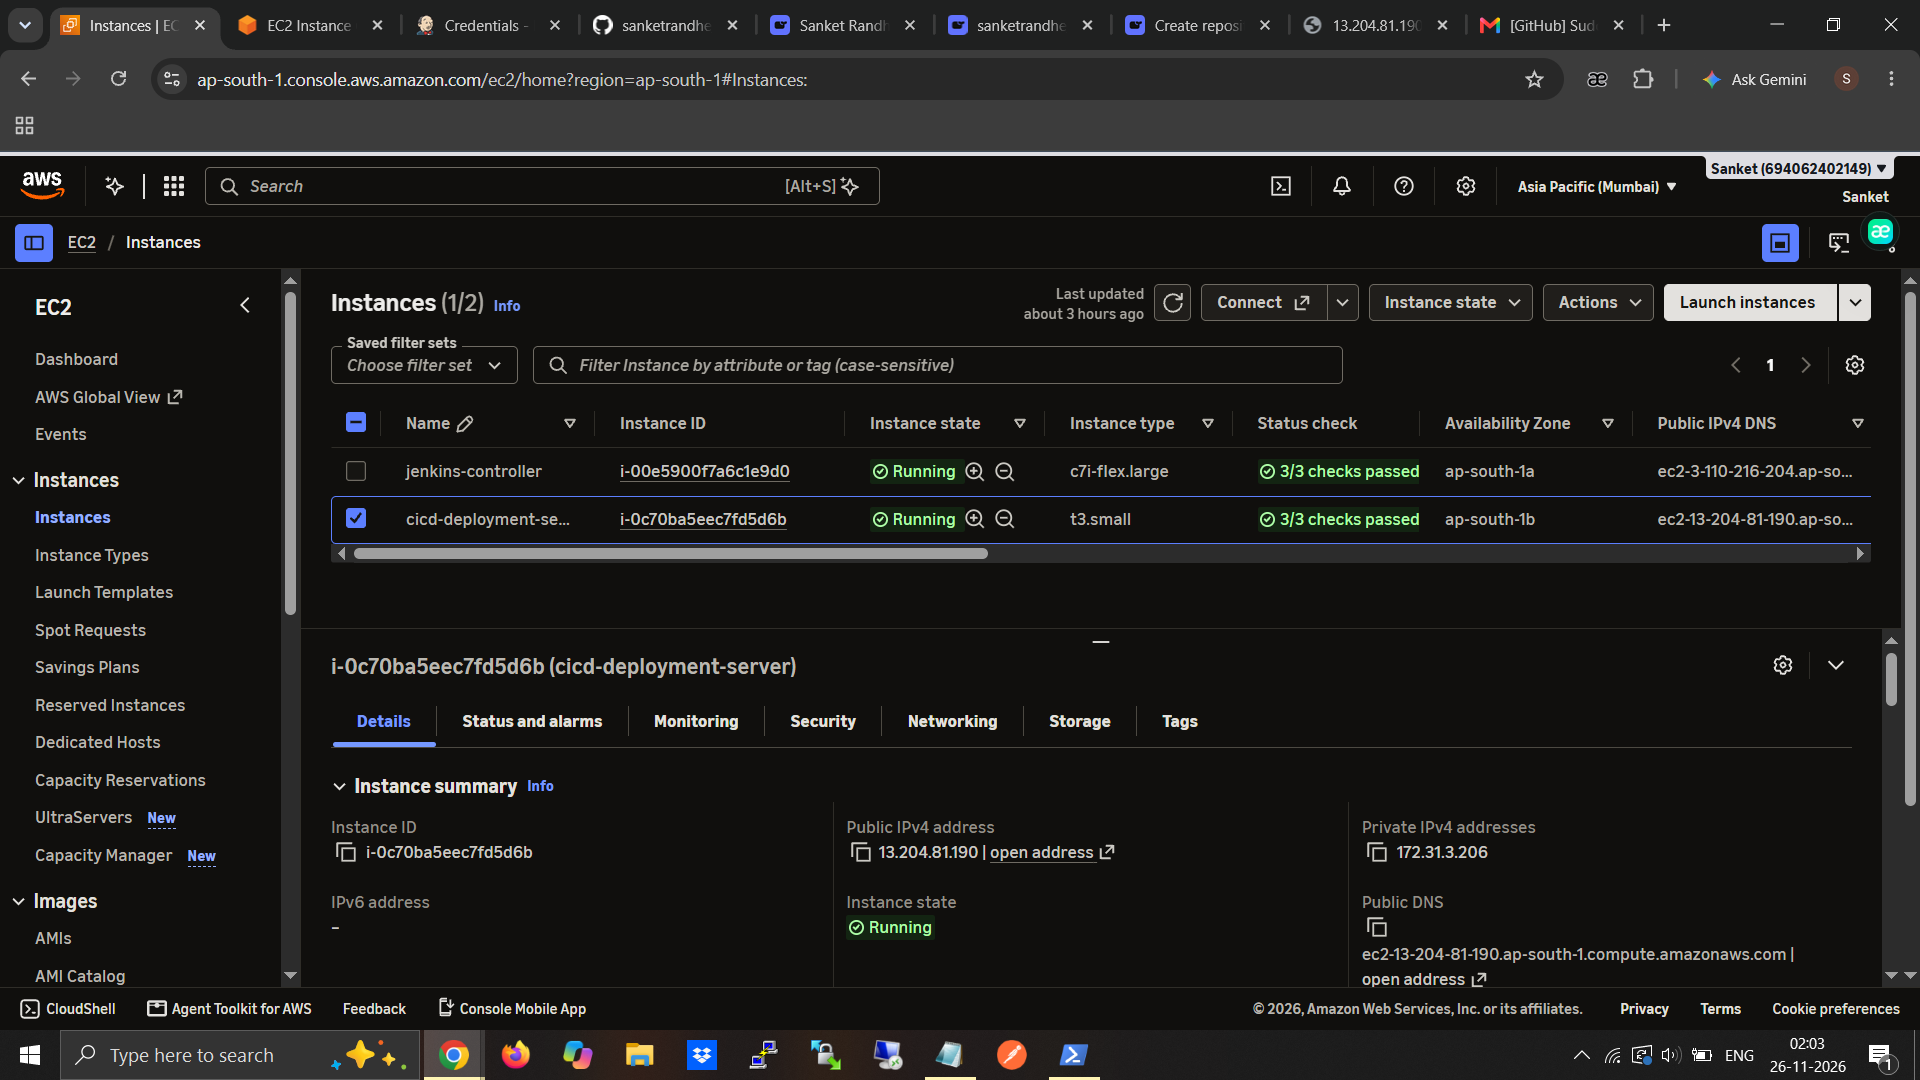 Instances | EC
EC2 Instance
Credentials -
sanketrandhe
Sanket Randh
sanketrandhe
Create reposi
13.204.81.190
[GitHub] Sud
ap-south-1.console.aws.amazon.com/ec2/home?region=ap-south-1#Instances:
Ask Gemini
S
aws
Search
[Alt+S]
Asia Pacific (Mumbai)
Sanket (694062402149)
Sanket
EC2 / Instances
æ
EC2
Dashboard
AWS Global View
Events
Instances
Instances
Instance Types
Launch Templates
Spot Requests
Savings Plans
Reserved Instances
Dedicated Hosts
Capacity Reservations
UltraServers New
Capacity Manager New
Images
AMIs
AMI Catalog
Instances (1/2) Info
Last updated
about 3 hours ago
Connect
Instance state
Actions
Launch instances
Saved filter sets
Choose filter set
Filter Instance by attribute or tag (case-sensitive)
1
Name Instance ID Instance state Instance type Status check Availability Zone Public IPv4 DNS
jenkins-controller i-00e5900f7a6c1e9d0 Running c7i-flex.large 3/3 checks passed ap-south-1a ec2-3-110-216-204.ap-so...
cicd-deployment-se... i-0c70ba5eec7fd5d6b Running t3.small 3/3 checks passed ap-south-1b ec2-13-204-81-190.ap-so...
i-0c70ba5eec7fd5d6b (cicd-deployment-server)
Details
Status and alarms
Monitoring
Security
Networking
Storage
Tags
Instance summary Info
Instance ID
i-0c70ba5eec7fd5d6b
Public IPv4 address
13.204.81.190 | open address
Private IPv4 addresses
172.31.3.206
IPv6 address
–
Instance state
Running
Public DNS
ec2-13-204-81-190.ap-south-1.compute.amazonaws.com |
open address
CloudShell
Agent Toolkit for AWS
Feedback
Console Mobile App
© 2026, Amazon Web Services, Inc. or its affiliates.
Privacy
Terms
Cookie preferences
Type here to search
ENG
02:03
26-11-2026
1